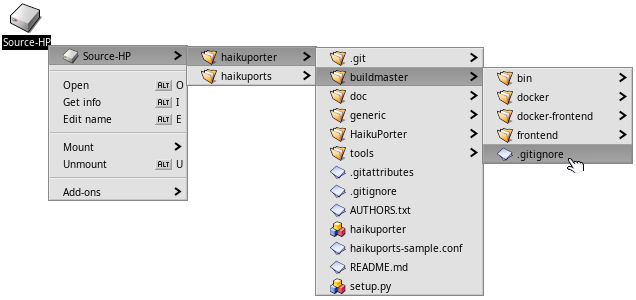 Source-HP
Source-HP
Open ALT O
Get info ALT I
Edit name ALT E
Mount
Unmount ALT U
Add-ons
haikuporter
haikuports
.git
buildmaster
doc
generic
HaikuPorter
tools
.gitattributes
.gitignore
AUTHORS.txt
haikuporter
haikuports-sample.conf
README.md
setup.py
bin
docker
docker-frontend
frontend
.gitignore